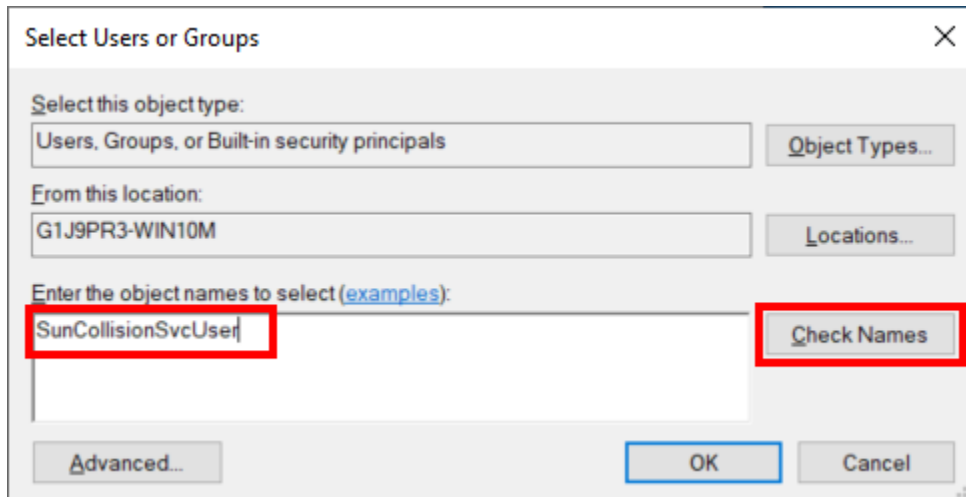 Select Users or Groups
Select this object type:
Users, Groups, or Built-in security principals
Object Types...
From this location:
G1J9PR3-WIN10M
Locations...
Enter the object names to select (examples):
SunCollisionSvcUser
Check Names
Advanced...
OK
Cancel